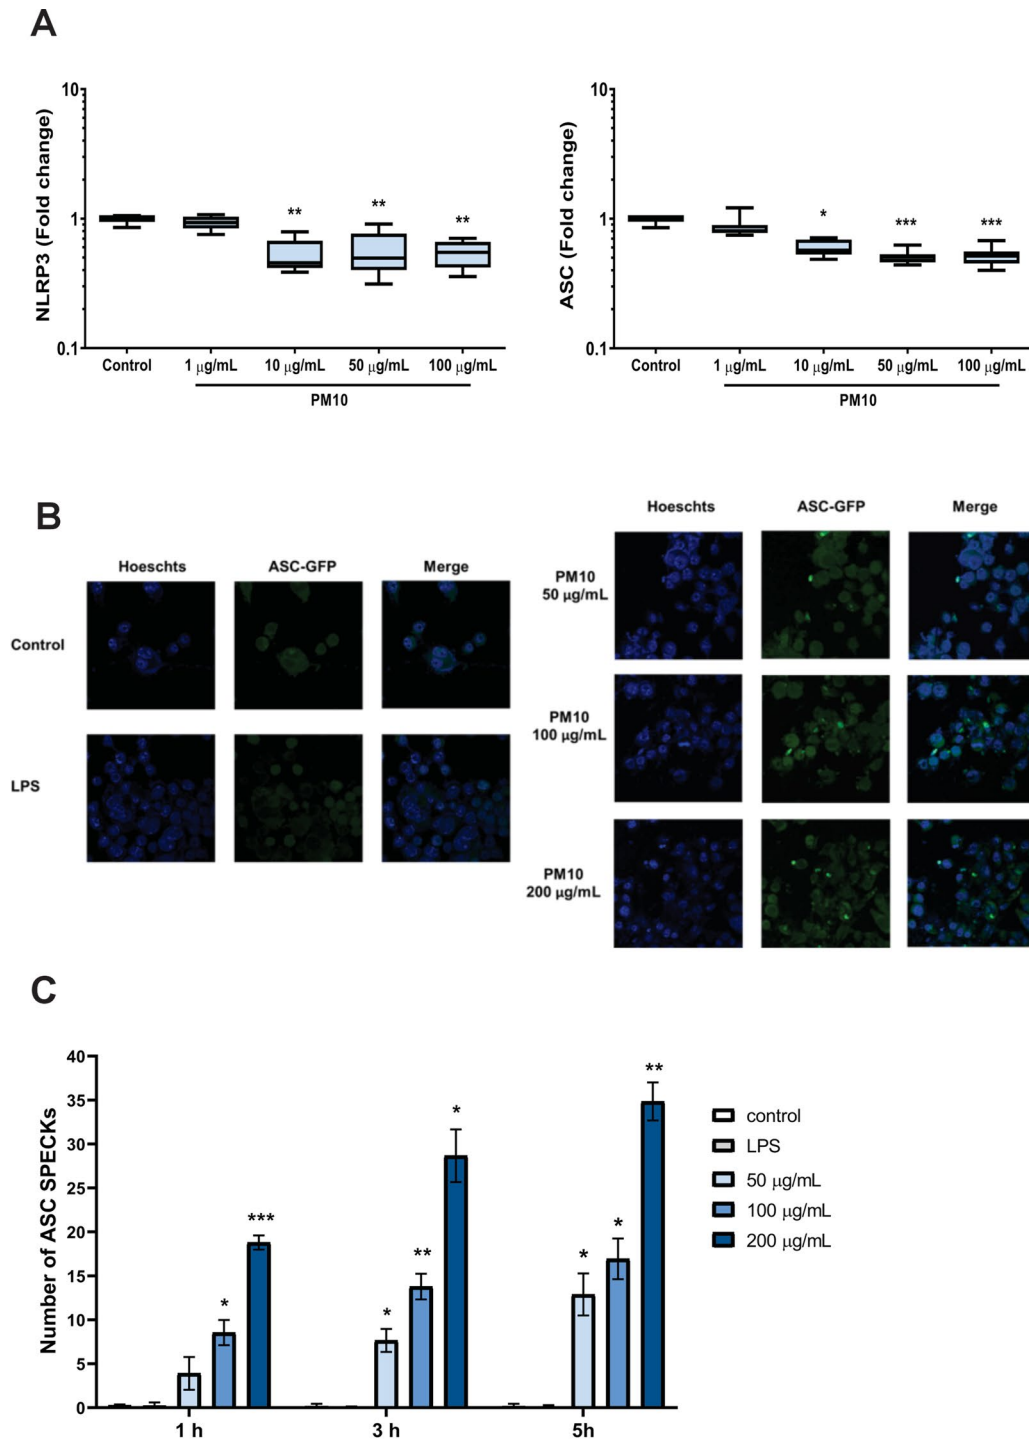 A
NLRP3 (Fold change)
10
1
0.1
** ** **
Control 1 μg/mL 10 μg/mL 50 μg/mL 100 μg/mL
PM10
ASC (Fold change)
10
1
0.1
* *** ***
Control 1 μg/mL 10 μg/mL 50 μg/mL 100 μg/mL
PM10
B
Hoeschts ASC-GFP Merge
Control
LPS
Hoeschts ASC-GFP Merge
PM10
50 μg/mL
PM10
100 μg/mL
PM10
200 μg/mL
C
Number of ASC SPECKs
40
35
30
25
20
15
10
5
0
* ***
* ** *
* * **
1 h 3 h 5h
control
LPS
50 μg/mL
100 μg/mL
200 μg/mL